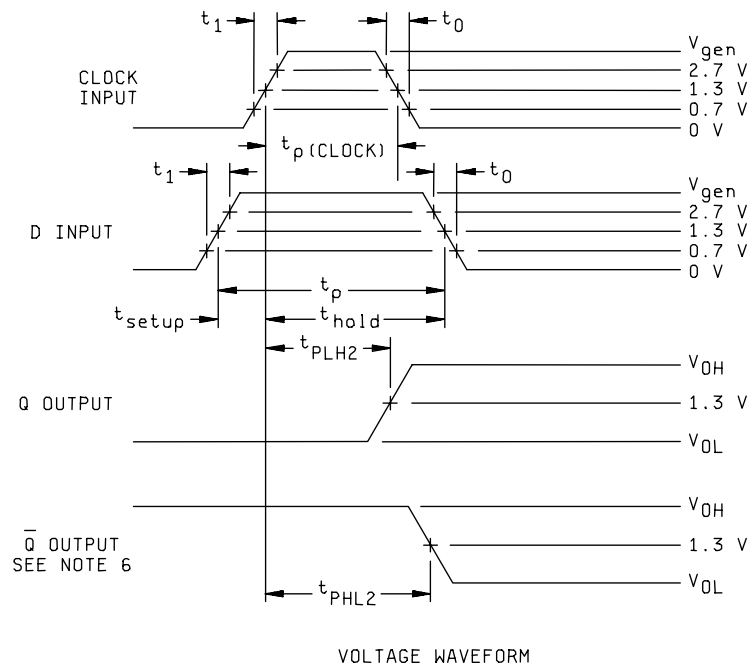 t1
t0
Vgen
2.7 V
1.3 V
0.7 V
0 V
CLOCK
INPUT
tp(CLOCK)
t1
t0
Vgen
2.7 V
1.3 V
0.7 V
0 V
D INPUT
tp
tsetup
thold
tPLH2
VOH
Q OUTPUT
1.3 V
VOL
VOH
Q̅ OUTPUT
SEE NOTE 6
1.3 V
VOL
tPHL2
VOLTAGE WAVEFORM